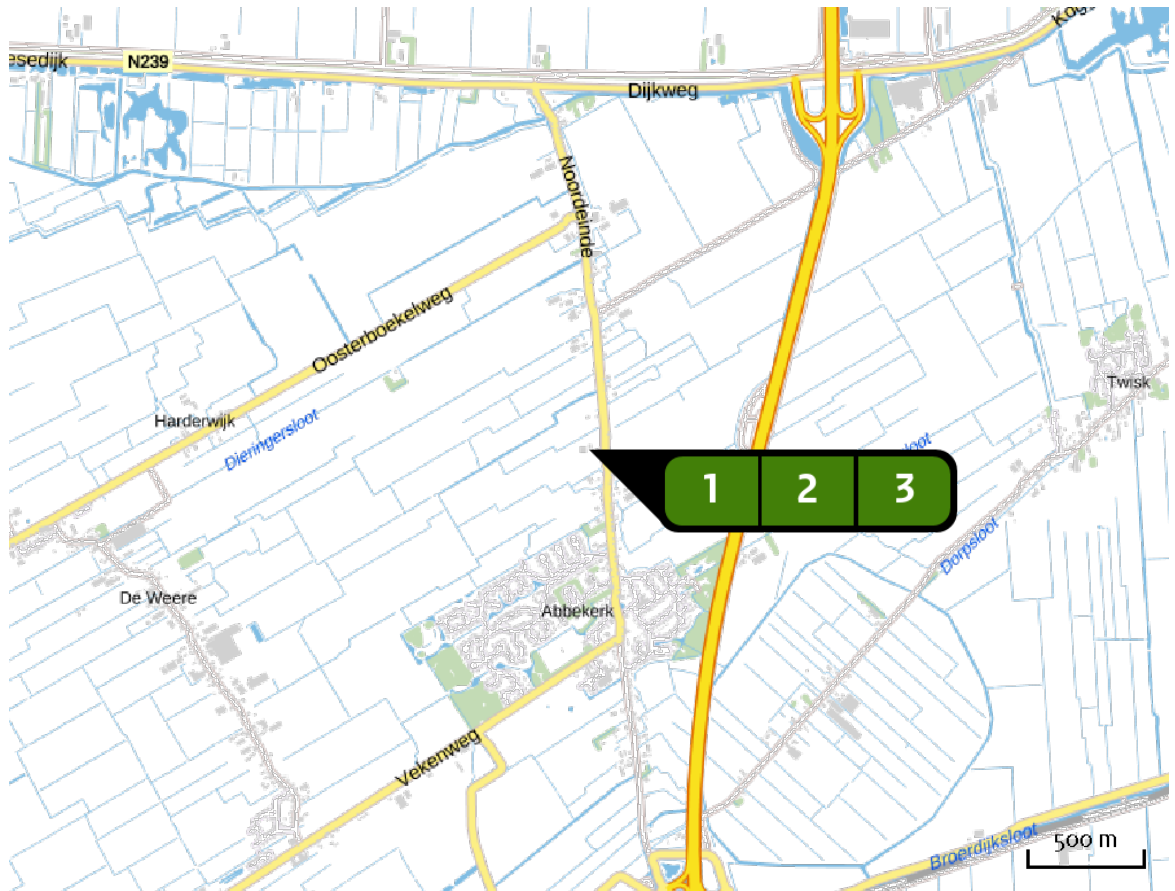 esedijk
N239
Dijkweg
Noordeinde
Oosterboekelweg
Twisk
Harderwijk
Dieringersloot
sloot
1 2 3
Dorpsloot
De Weere
Abbekerk
Vekenweg
Broerdijksloot
500 m